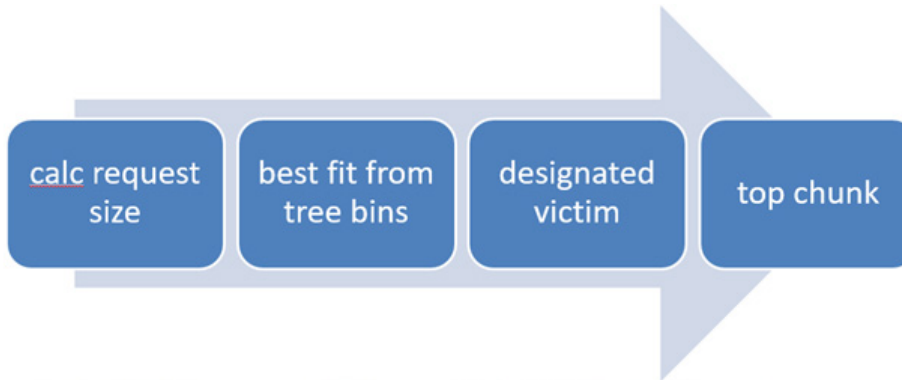 calc request
size
best fit from
tree bins
designated
victim
top chunk